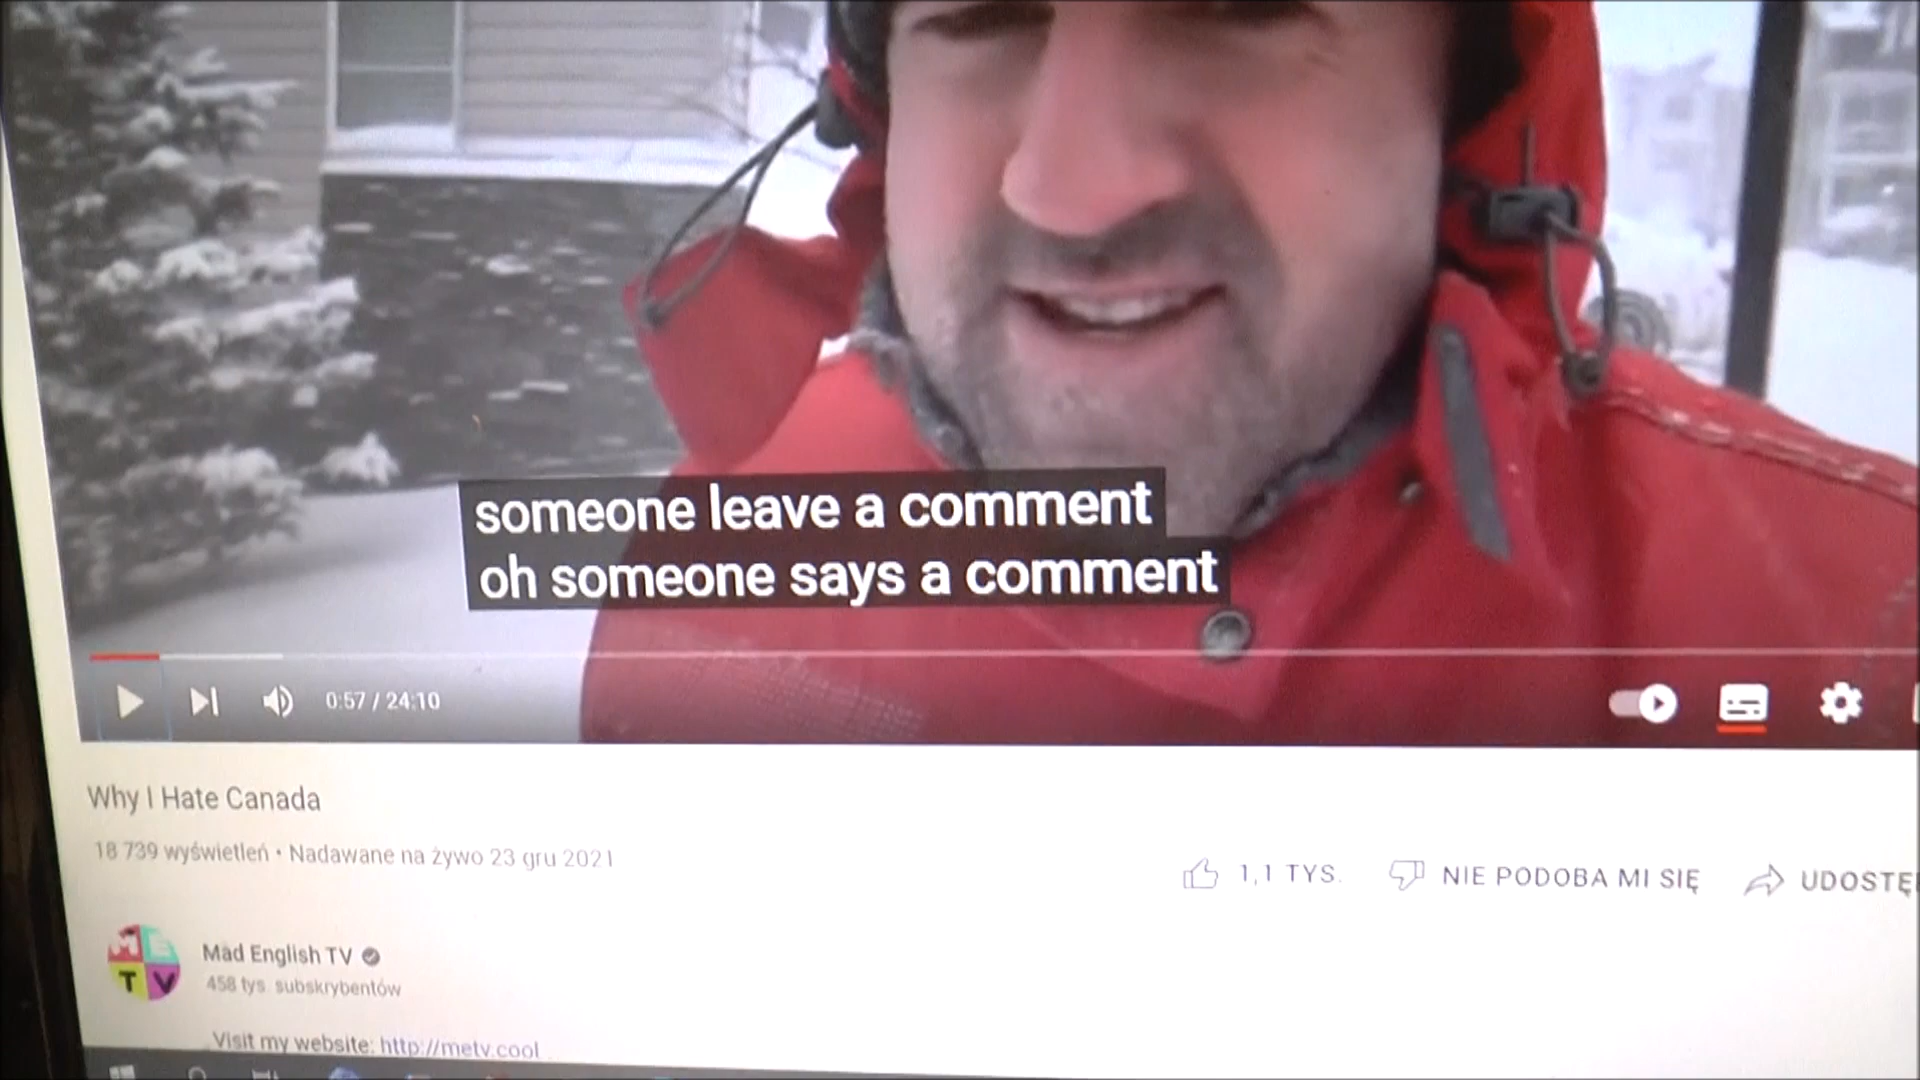 someone leave a comment
oh someone says a comment
0:57 / 24:10
Why I Hate Canada
18 739 wyświetleń • Nadawane na żywo 23 gru 2021
1,1 TYS.
NIE PODOBA MI SIĘ
Mad English TV
458 tys. subskrybentów
METV
Visit my website: http://metv.cool